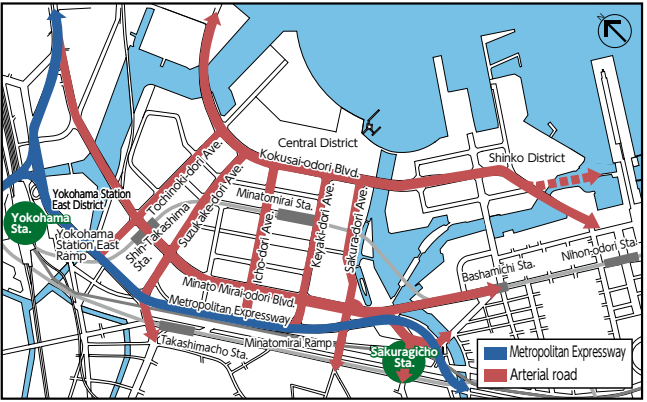 N
Central District
Kokusai-odori Blvd.
Shinko District
Tochinoki-dori Ave.
Yokohama Station
East District
Minatomirai Sta.
Suzukake-dori Ave.
Shin-Takashima
Sta.
Icho-dori Ave.
Keyaki-dori Ave.
Sakura-dori Ave.
Yokohama
Sta.
Yokohama
Station East
Ramp
Nihon-odori Sta.
Bashamichi Sta.
Minato Mirai-odori Blvd.
Metropolitan Expressway
Takashimacho Sta.
Minatomirai Ramp
Sakuragicho
Sta.
Metropolitan Expressway
Arterial road